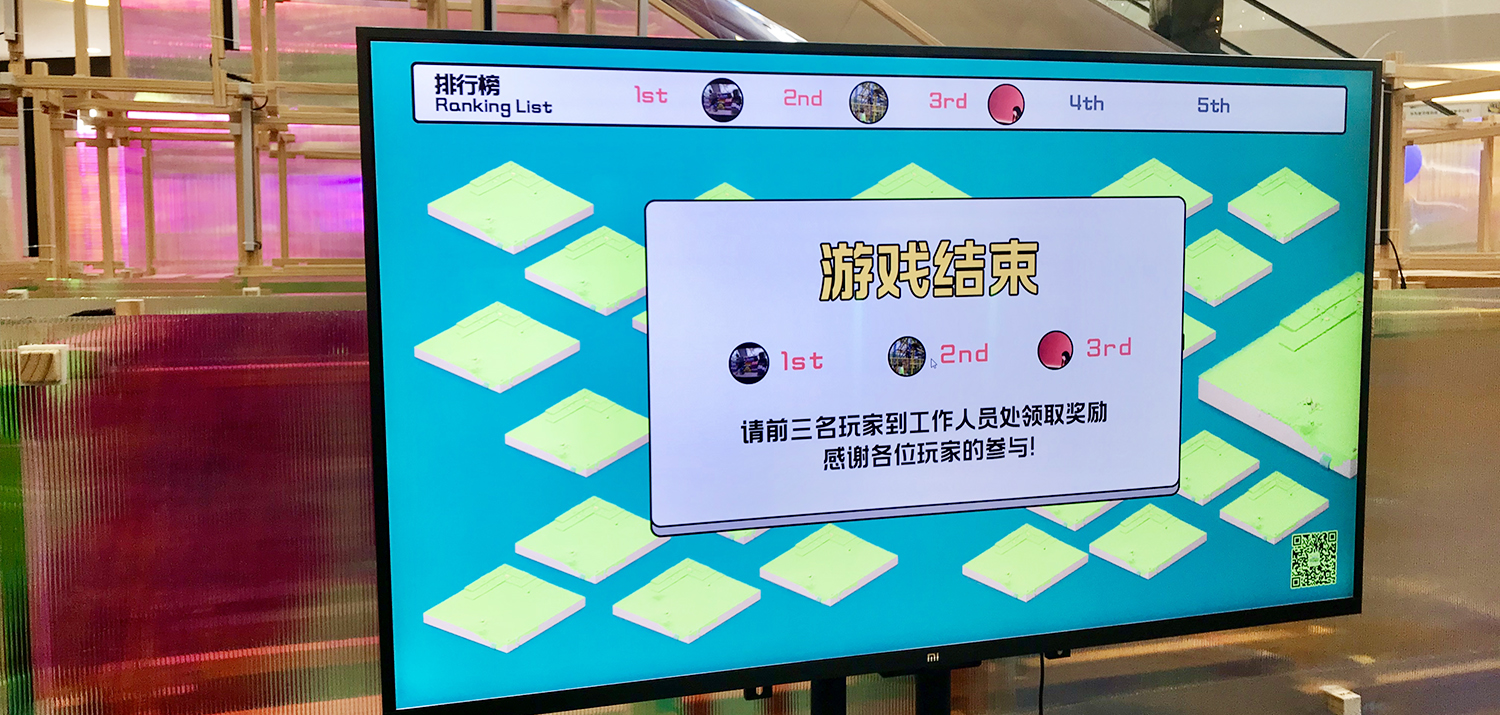 排行榜
Ranking List
1st 2nd 3rd 4th 5th
游戏结束
1st 2nd 3rd
请前三名玩家到工作人员处领取奖励
感谢各位玩家的参与!
mi